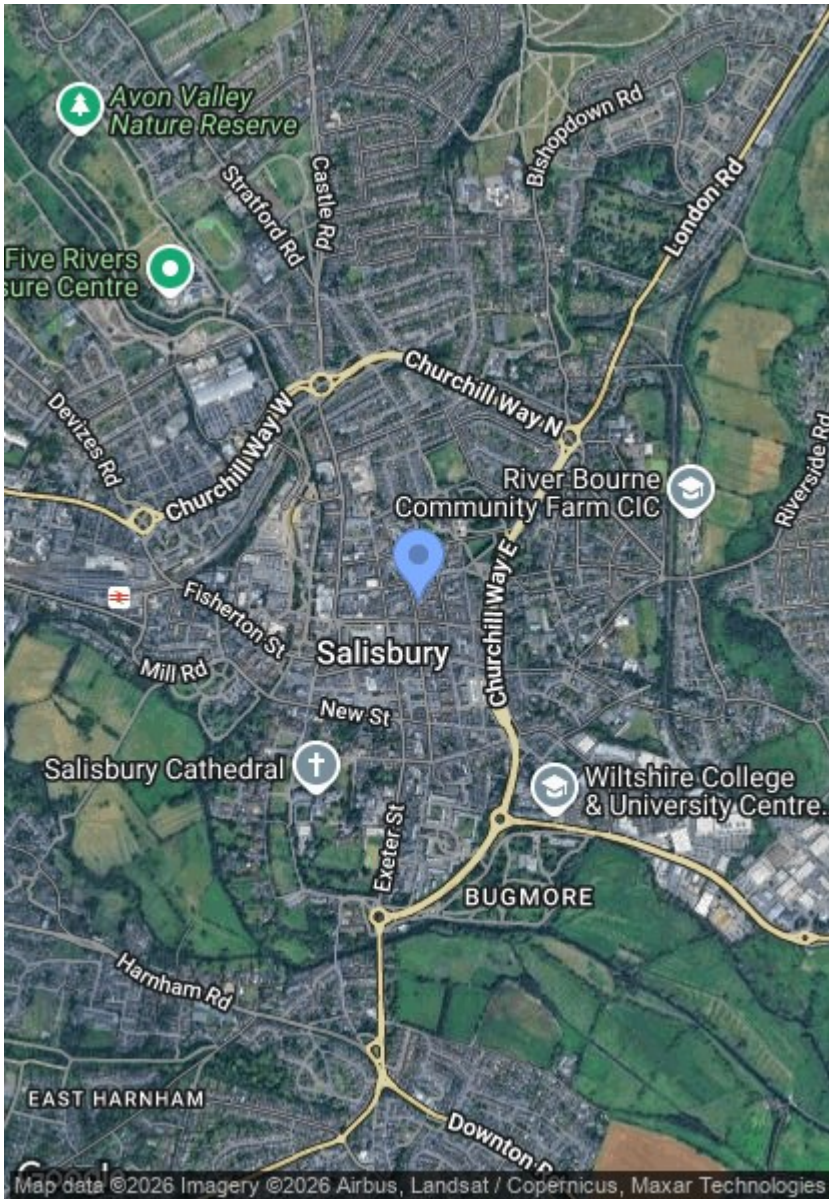 Avon Valley
Nature Reserve
Bishopdown Rd
Castle Rd
Stratford Rd
London Rd
Five Rivers
sure Centre
Churchill Way N
Devizes Rd
Churchill Way W
River Bourne
Community Farm CIC
Riverside Rd
Churchill Way E
Fisherton St
Salisbury
Mill Rd
New St
Salisbury Cathedral
Wiltshire College
& University Centre.
Exeter St
BUGMORE
Harnham Rd
EAST HARNHAM
Downton R
Google
Map data ©2026 Imagery ©2026 Airbus, Landsat / Copernicus, Maxar Technologies